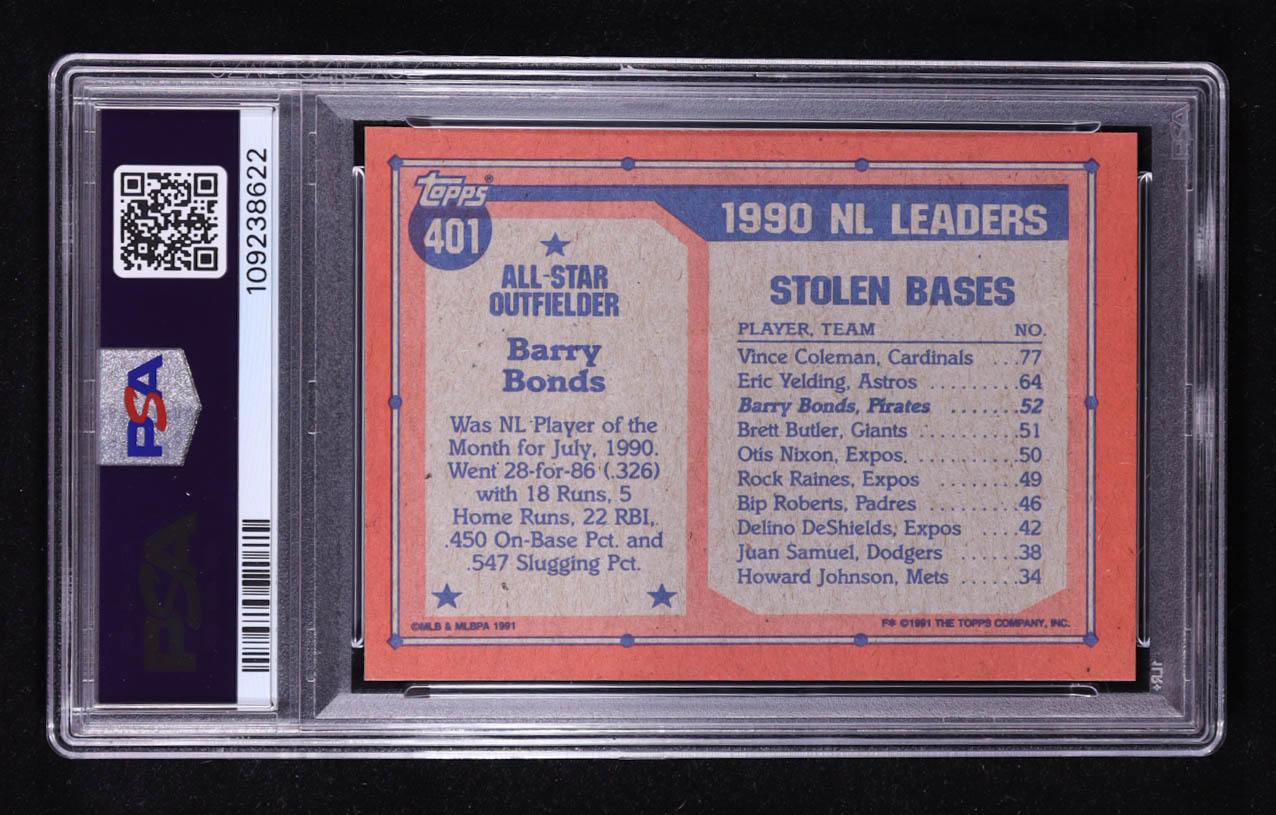 109238622
PSA
PSA
topps®
401
ALL-STAR
OUTFIELDER
Barry
Bonds
Was NL Player of the
Month for July, 1990.
Went 28-for-86 (.326)
with 18 Runs, 5
Home Runs, 22 RBI,
.450 On-Base Pct. and
.547 Slugging Pct.
©MLB & MLBPA 1991
1990 NL LEADERS
STOLEN BASES
PLAYER, TEAM NO.
Vince Coleman, Cardinals ...77
Eric Yelding, Astros .........64
Barry Bonds, Pirates .......52
Brett Butler, Giants ..........51
Otis Nixon, Expos...........50
Rock Raines, Expos ........49
Bip Roberts, Padres ........46
Delino DeShields, Expos ....42
Juan Samuel, Dodgers .....38
Howard Johnson, Mets ......34
F* ©1991 THE TOPPS COMPANY, INC.